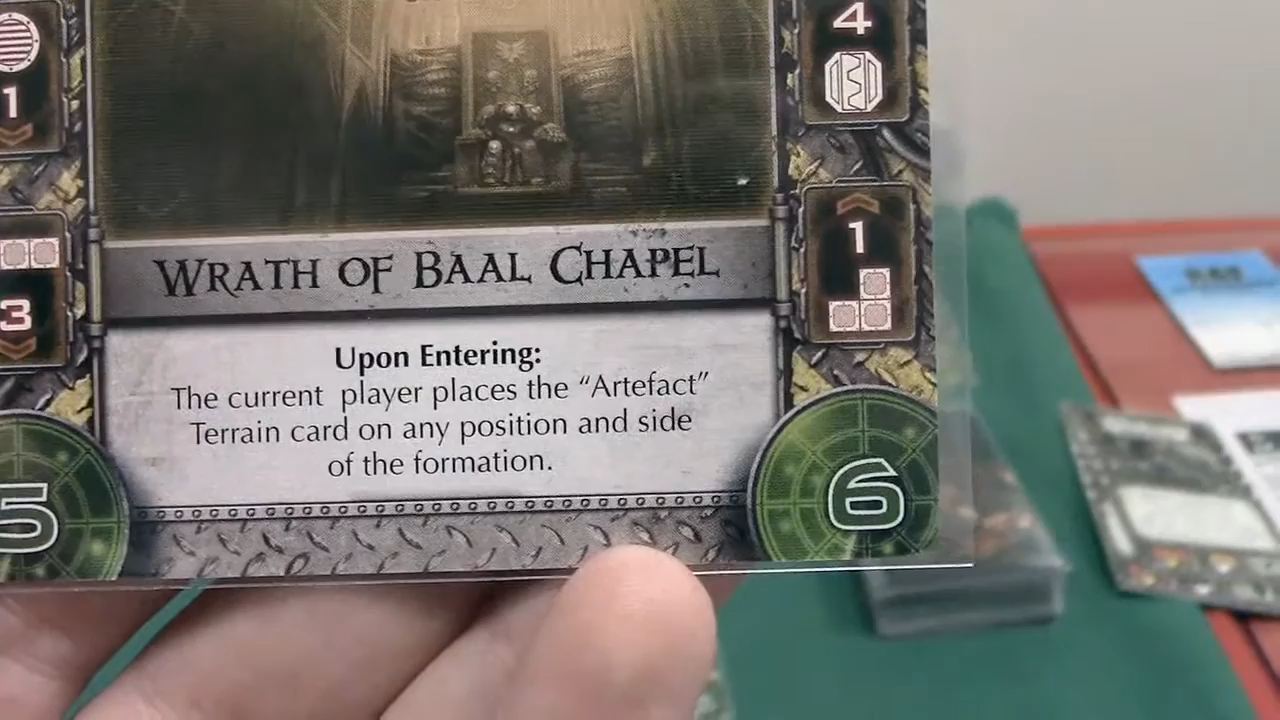 4
1
1
3
WRATH OF BAAL CHAPEL
Upon Entering:
The current player places the “Artefact”
Terrain card on any position and side
of the formation.
5
6